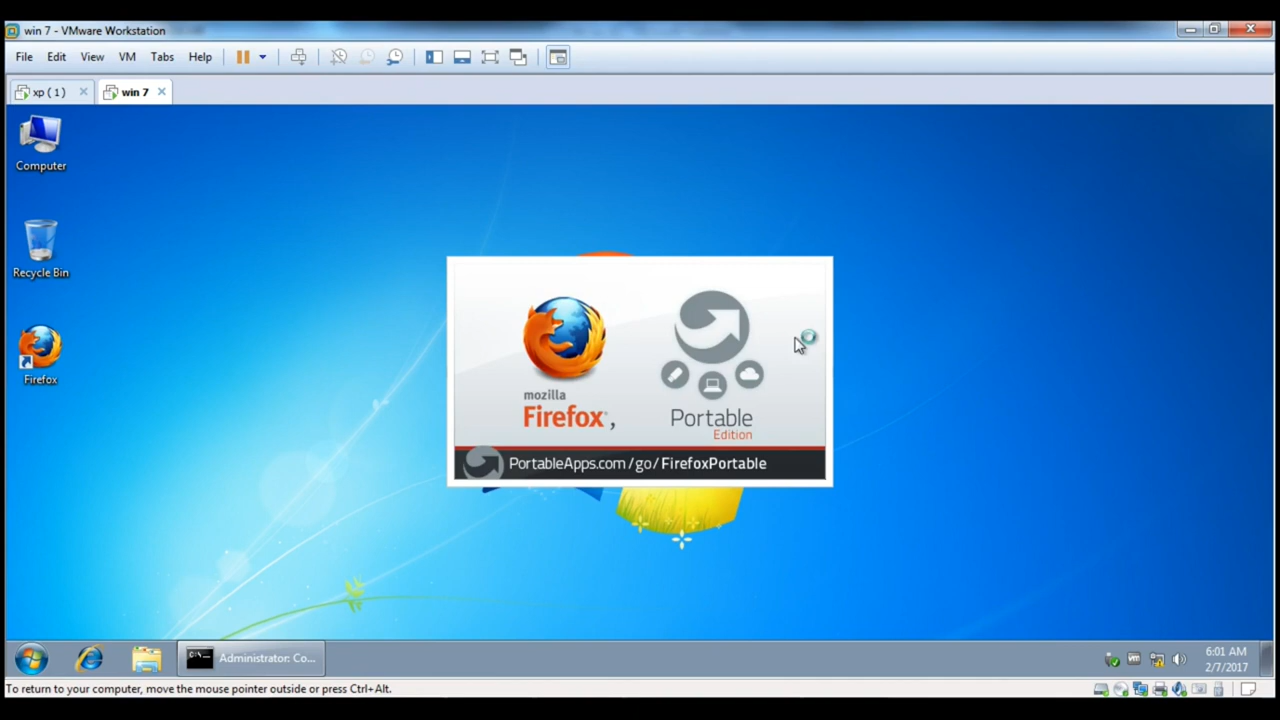 win 7 - VMware Workstation
File Edit View VM Tabs Help
xp ( 1 ) win 7
Computer
Recycle Bin
Firefox
mozilla
Firefox® ,
Portable
Edition
PortableApps.com/go/FirefoxPortable
C:\.
Administrator: Co...
6:01 AM
2/7/2017
To return to your computer, move the mouse pointer outside or press Ctrl+Alt.